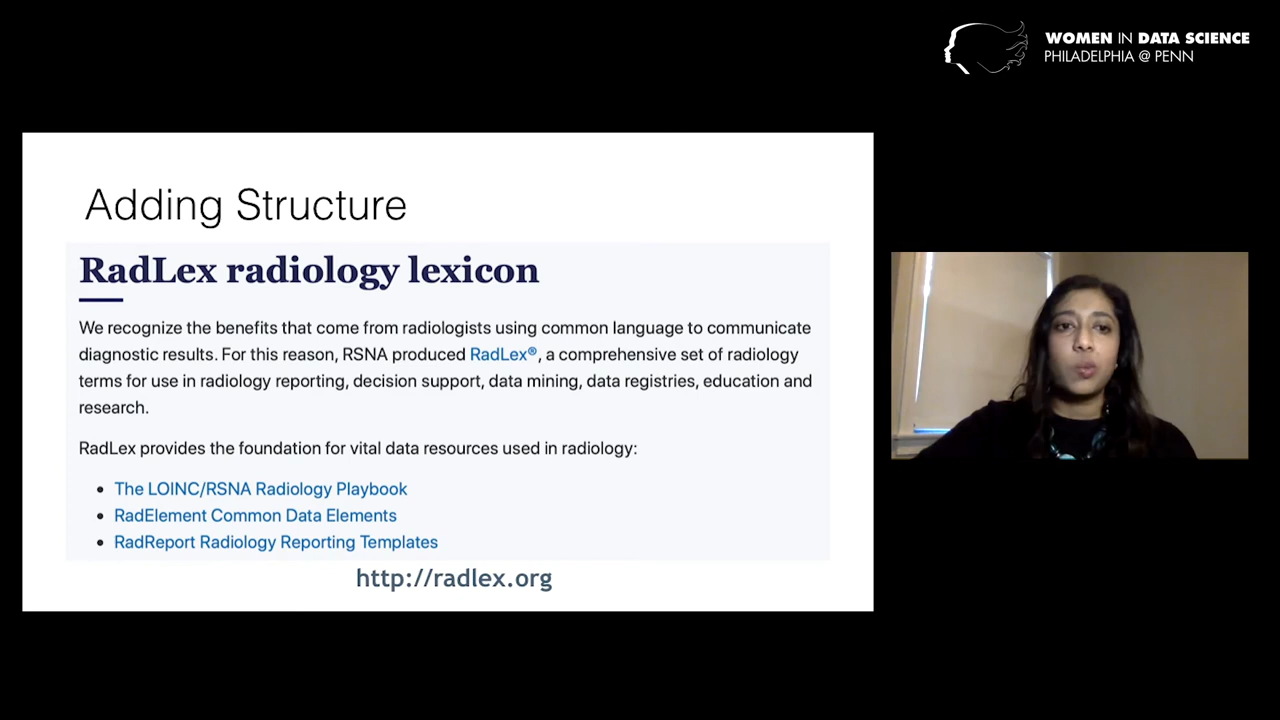 WOMEN IN DATA SCIENCE
PHILADELPHIA @ PENN
Adding Structure
RadLex radiology lexicon
We recognize the benefits that come from radiologists using common language to communicate
diagnostic results. For this reason, RSNA produced RadLex®, a comprehensive set of radiology
terms for use in radiology reporting, decision support, data mining, data registries, education and
research.
RadLex provides the foundation for vital data resources used in radiology:
• The LOINC/RSNA Radiology Playbook
• RadElement Common Data Elements
• RadReport Radiology Reporting Templates
http://radlex.org